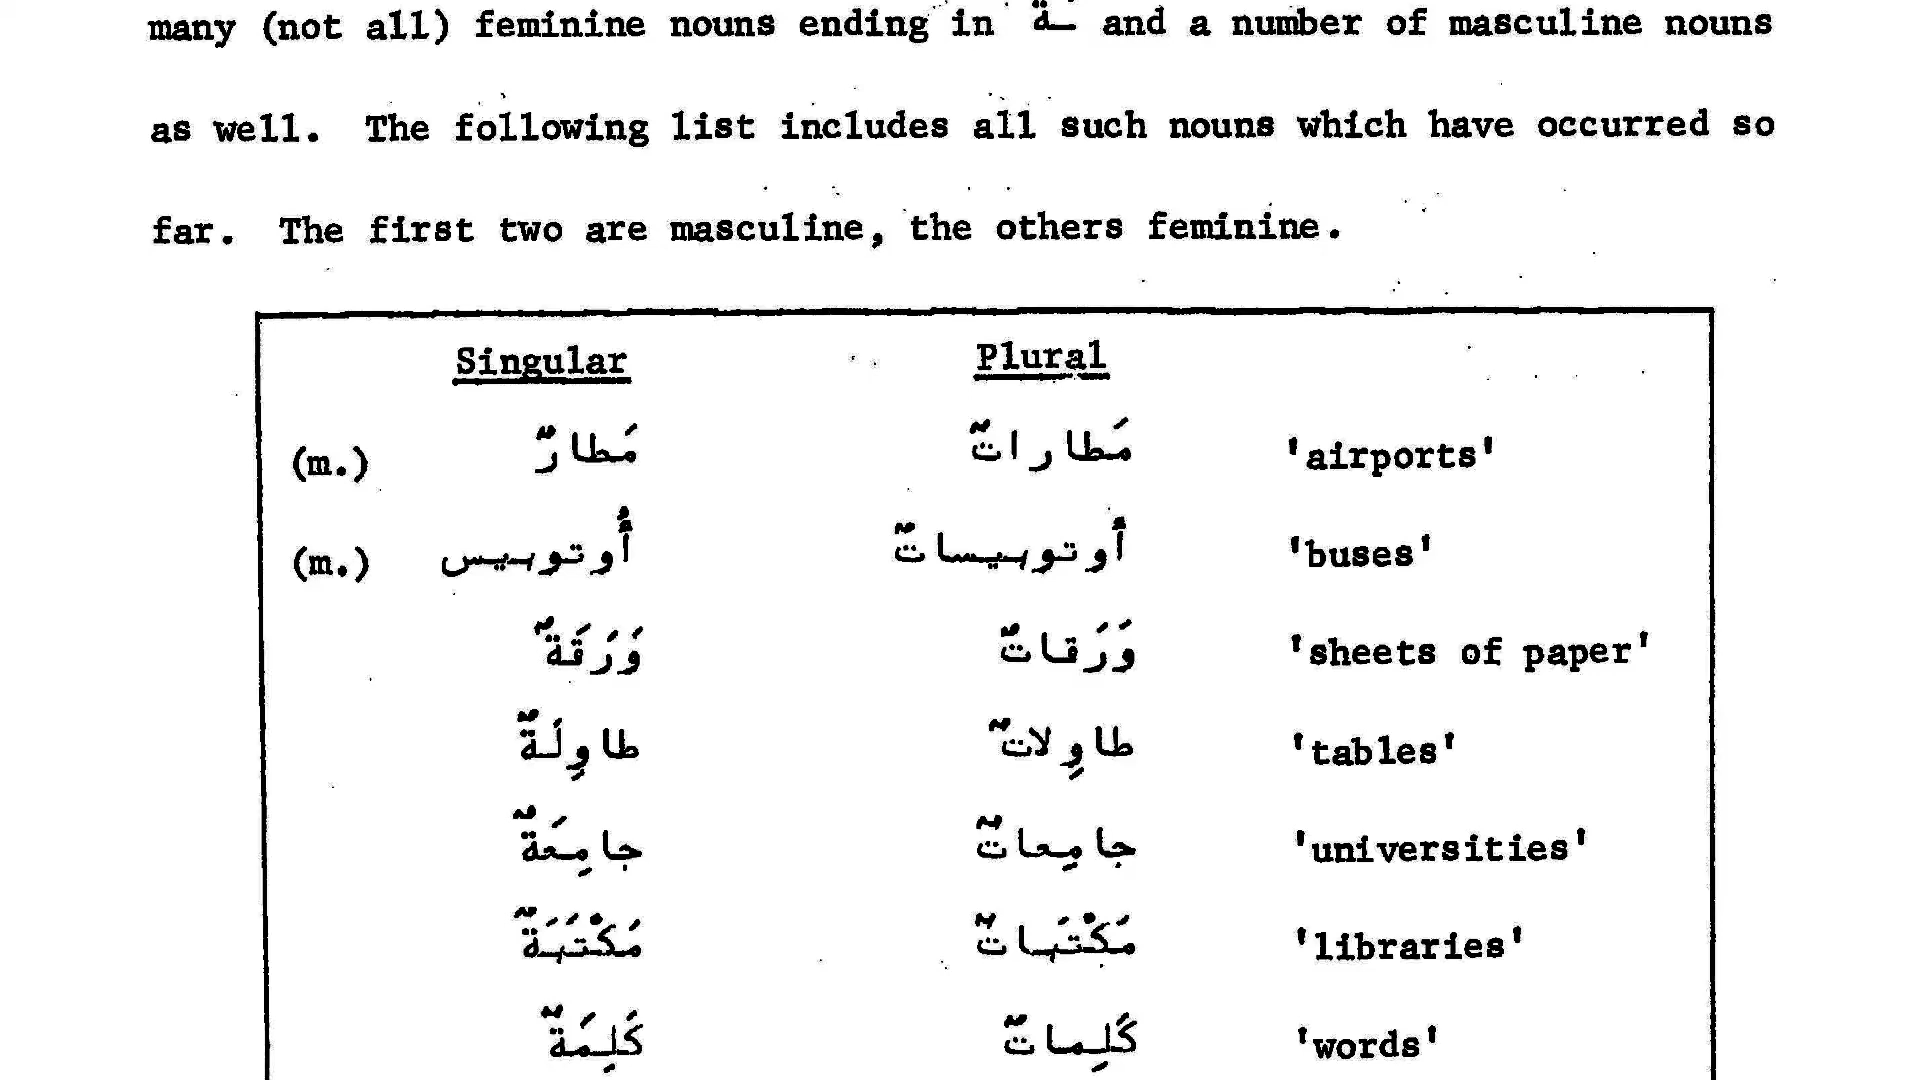 many (not all) feminine nouns ending in ـَة and a number of masculine nouns
as well. The following list includes all such nouns which have occurred so
far. The first two are masculine, the others feminine.
Singular Plural
(m.) مَطارٌ مَطاراتٌ 'airports'
(m.) أُوتوبيس أوتوبيساتٌ 'buses'
وَرَقَةٌ وَرَقاتٌ 'sheets of paper'
طاوِلَةٌ طاوِلاتٌ 'tables'
جامِعَةٌ جامِعاتٌ 'universities'
مَكْتَبَةٌ مَكْتَباتٌ 'libraries'
كَلِمَةٌ كَلِماتٌ 'words'